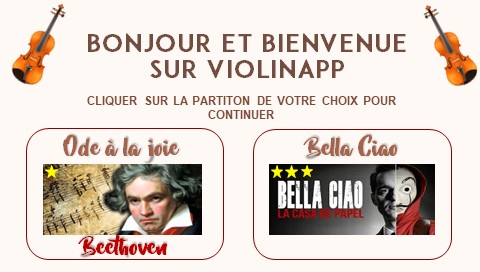 BONJOUR ET BIENVENUE
SUR VIOLINAPP
CLIQUER SUR LA PARTITON DE VOTRE CHOIX POUR
CONTINUER
Ode à la joie
Beethoven
Bella Ciao
BELLA CIAO
LA CASA DE PAPEL